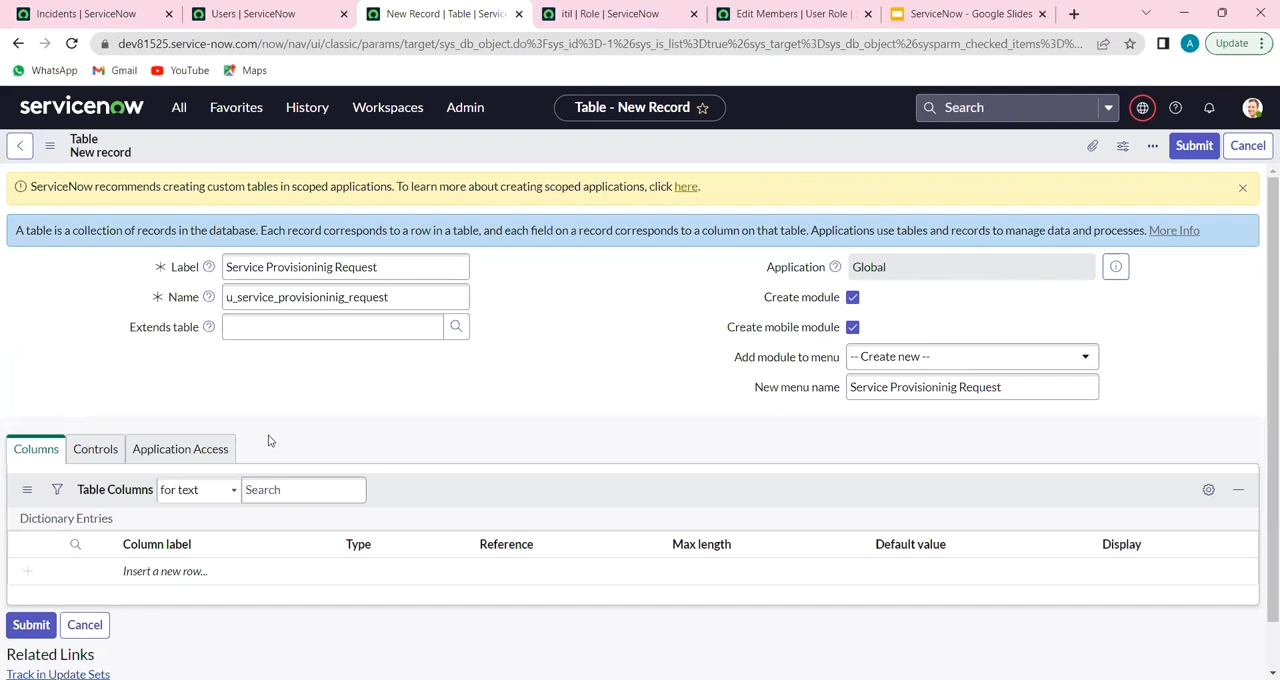 Incidents | ServiceNow
Users | ServiceNow
New Record | Table | Servic
itil | Role | ServiceNow
Edit Members | User Role |
ServiceNow - Google Slides
dev81525.service-now.com/now/nav/ui/classic/params/target/sys_db_object.do%3Fsys_id%3D-1%26sys_is_list%3Dtrue%26sys_target%3Dsys_db_object%26sysparm_checked_items%3D%...
A
Update
WhatsApp
Gmail
YouTube
Maps
servicenow
All
Favorites
History
Workspaces
Admin
Table - New Record
Search
Table
New record
Submit
Cancel
ServiceNow recommends creating custom tables in scoped applications. To learn more about creating scoped applications, click here.
A table is a collection of records in the database. Each record corresponds to a row in a table, and each field on a record corresponds to a column on that table. Applications use tables and records to manage data and processes. More Info
Label
Service Provisioninig Request
Application
Global
Name
u_service_provisioninig_request
Create module
Extends table
Create mobile module
Add module to menu
-- Create new --
New menu name
Service Provisioninig Request
Columns
Controls
Application Access
Table Columns
for text
Search
Dictionary Entries
Column label
Type
Reference
Max length
Default value
Display
Insert a new row...
Submit
Cancel
Related Links
Track in Update Sets